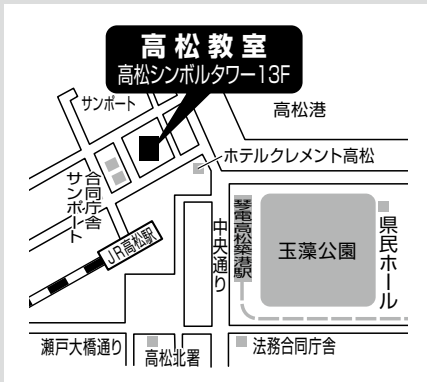 高松教室
高松シンボルタワー13F
サンポート
高松港
ホテルクレメント高松
サンポート
合同庁舎
JR高松駅
中央通り
琴電高松築港駅
玉藻公園
県民ホール
瀬戸大橋通り
高松北署
法務合同庁舎